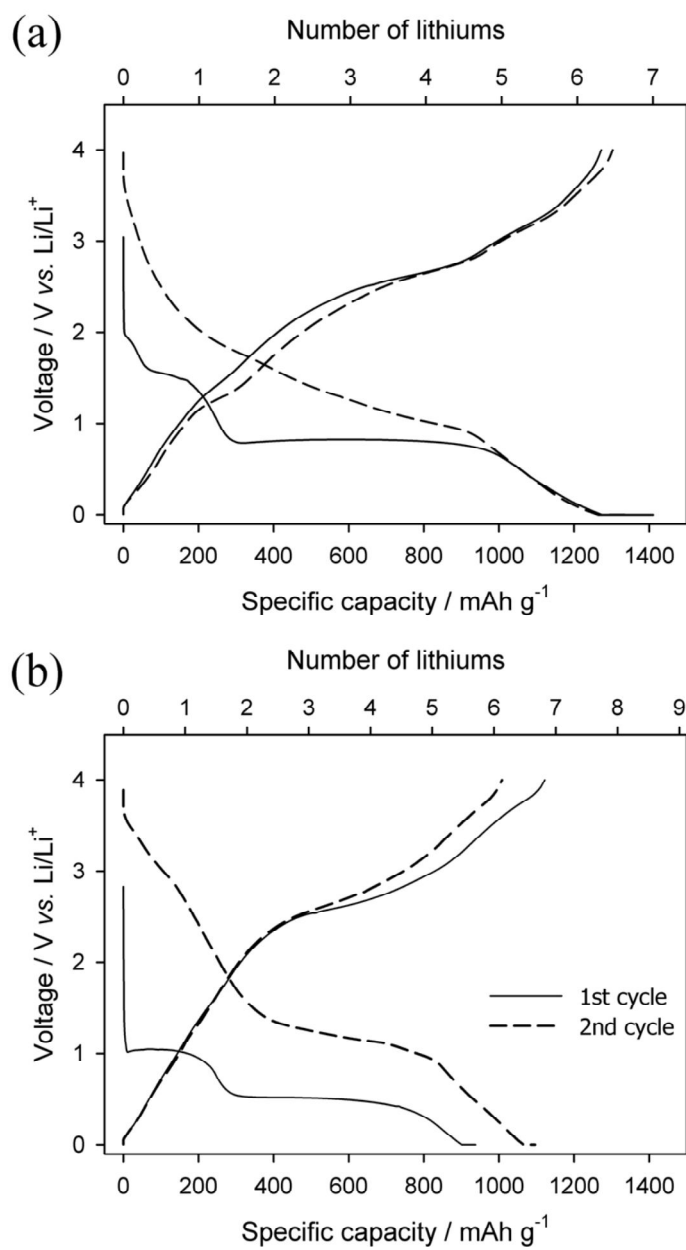 (a)
Number of lithiums
0 1 2 3 4 5 6 7
4
3
2
1
0
Voltage / V vs. Li/Li⁺
0 200 400 600 800 1000 1200 1400
Specific capacity / mAh g⁻¹
(b)
Number of lithiums
0 1 2 3 4 5 6 7 8 9
4
3
2
1
0
Voltage / V vs. Li/Li⁺
1st cycle
2nd cycle
0 200 400 600 800 1000 1200 1400
Specific capacity / mAh g⁻¹